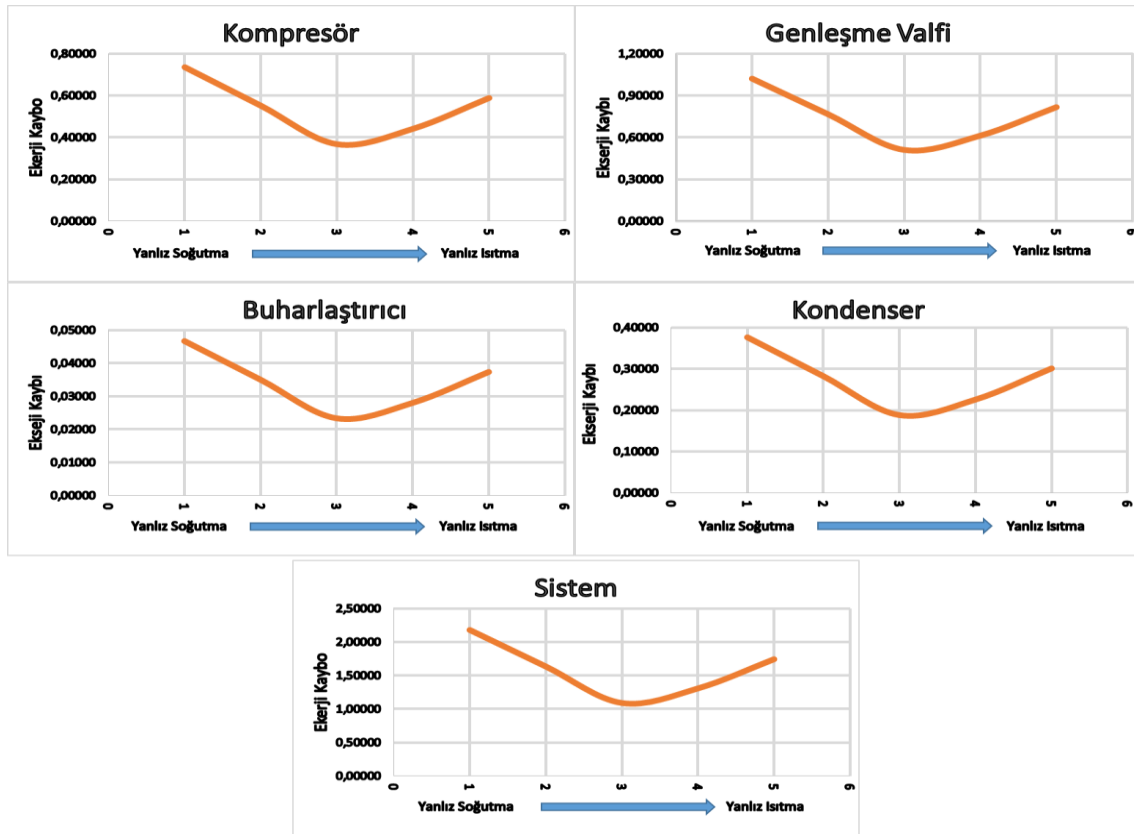 Kompresör
Ekerji Kaybo
0,80000
0,60000
0,40000
0,20000
0,00000
0 1 2 3 4 5 6
Yanlız Soğutma Yanlız Isıtma
Genleşme Valfi
Ekserji Kaybı
1,20000
0,90000
0,60000
0,30000
0,00000
0 1 2 3 4 5 6
Yanlız Soğutma Yanlız Isıtma
Buharlaştırıcı
Ekseji Kaybı
0,05000
0,04000
0,03000
0,02000
0,01000
0,00000
0 1 2 3 4 5 6
Yanlız Soğutma Yanlız Isıtma
Kondenser
Ekserji Kaybı
0,40000
0,30000
0,20000
0,10000
0,00000
0 1 2 3 4 5 6
Yanlız Soğutma Yanlız Isıtma
Sistem
Ekerji Kaybo
2,50000
2,00000
1,50000
1,00000
0,50000
0,00000
0 1 2 3 4 5 6
Yanlız Soğutma Yanlız Isıtma